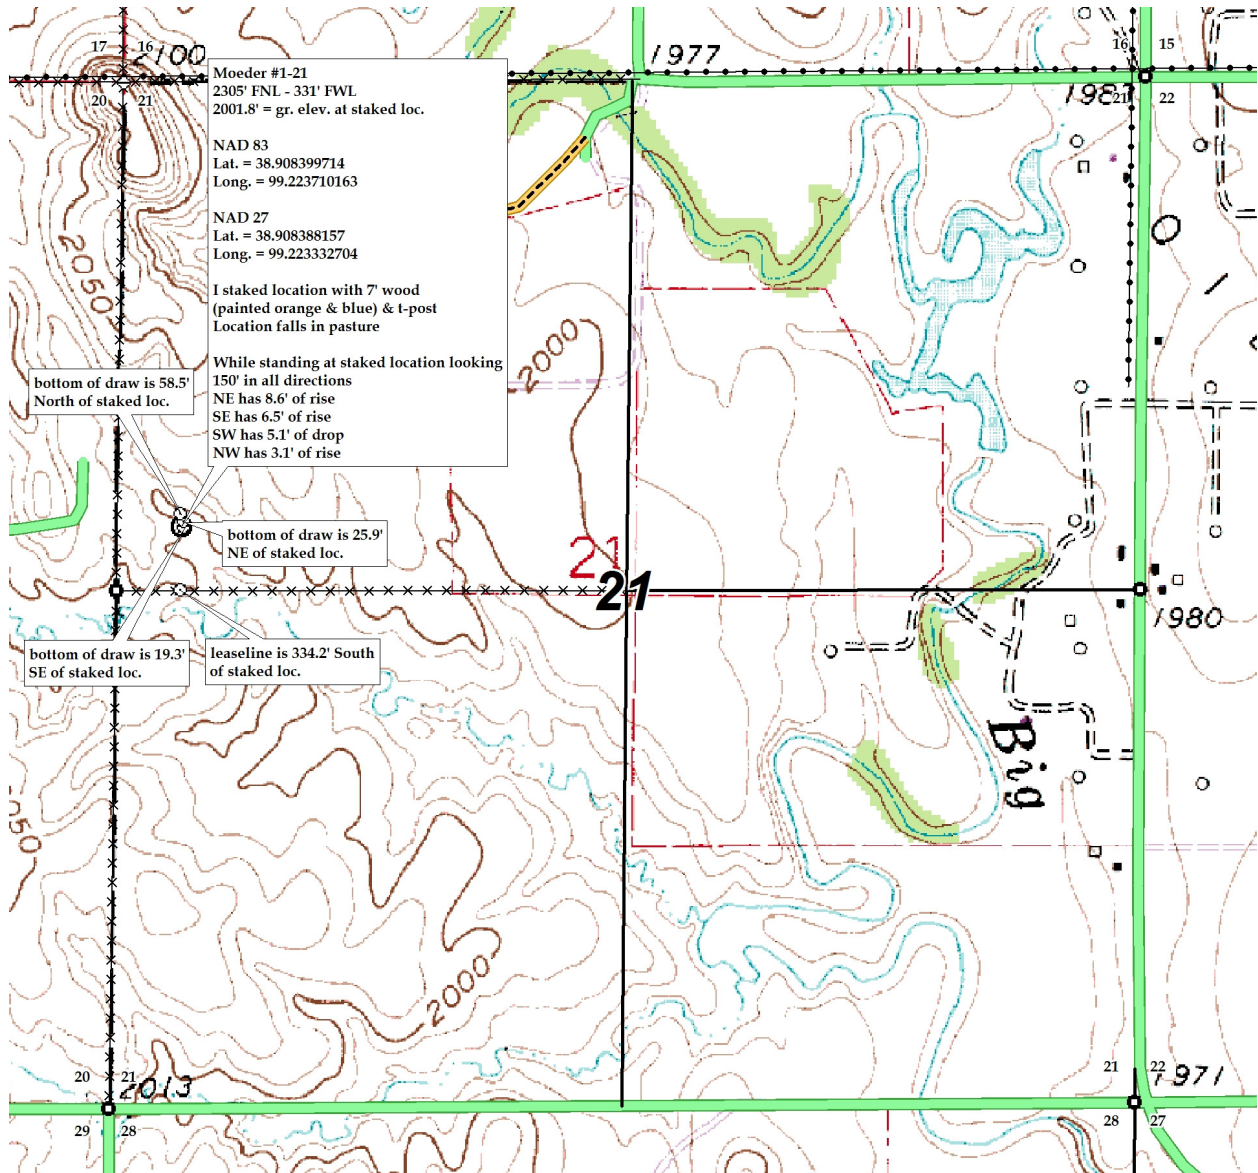 17 16
2100
20 21
1977
16 15
1982
21 22
Moeder #1-21
2305' FNL - 331' FWL
2001.8' = gr. elev. at staked loc.
NAD 83
Lat. = 38.908399714
Long. = 99.223710163
NAD 27
Lat. = 38.908388157
Long. = 99.223332704
I staked location with 7' wood
(painted orange & blue) & t-post
Location falls in pasture
While standing at staked location looking
150' in all directions
NE has 8.6' of rise
SE has 6.5' of rise
SW has 5.1' of drop
NW has 3.1' of rise
2050
O
2000
bottom of draw is 58.5'
North of staked loc.
bottom of draw is 25.9'
NE of staked loc.
21
21
1980
bottom of draw is 19.3'
SE of staked loc.
leaseline is 334.2' South
of staked loc.
Big
050
2000
20 21
2013
29 28
21 22
1971
28 27